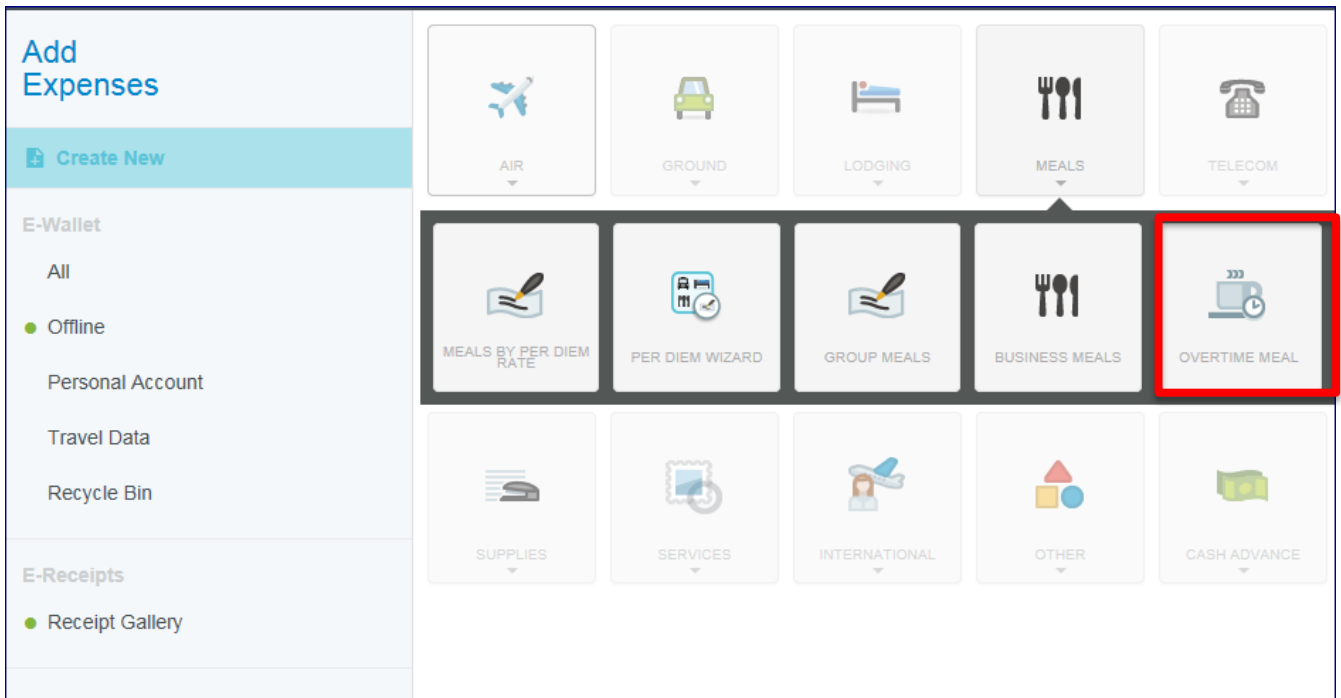 Add
Expenses
Create New
E-Wallet
All
Offline
Personal Account
Travel Data
Recycle Bin
E-Receipts
Receipt Gallery
AIR
GROUND
LODGING
MEALS
TELECOM
MEALS BY PER DIEM
RATE
PER DIEM WIZARD
GROUP MEALS
BUSINESS MEALS
OVERTIME MEAL
SUPPLIES
SERVICES
INTERNATIONAL
OTHER
CASH ADVANCE